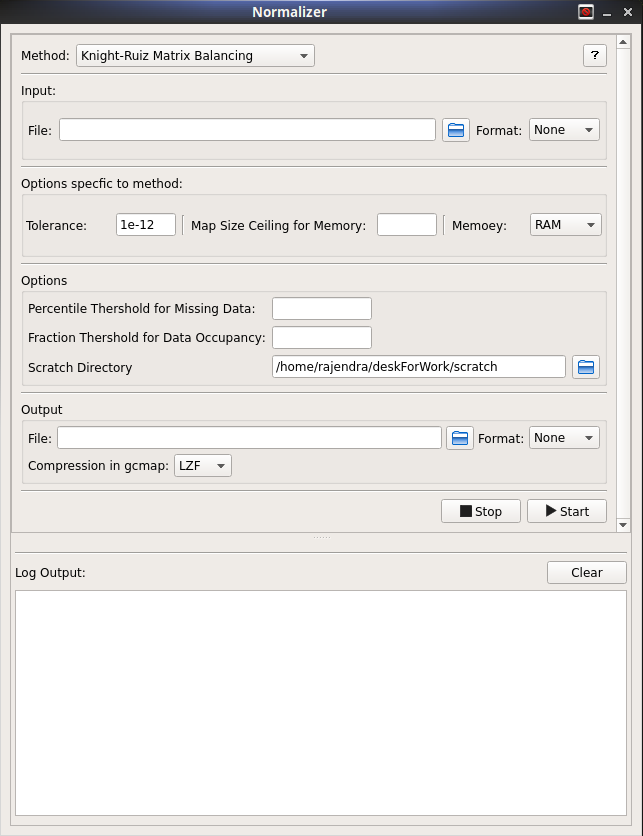 Normalizer
Method: Knight-Ruiz Matrix Balancing ?
Input:
File: Format: None
Options specfic to method:
Tolerance: 1e-12 Map Size Ceiling for Memory: Memoey: RAM
Options
Percentile Thershold for Missing Data:
Fraction Thershold for Data Occupancy:
Scratch Directory /home/rajendra/deskForWork/scratch
Output
File: Format: None
Compression in gcmap: LZF
Stop Start
Log Output: Clear